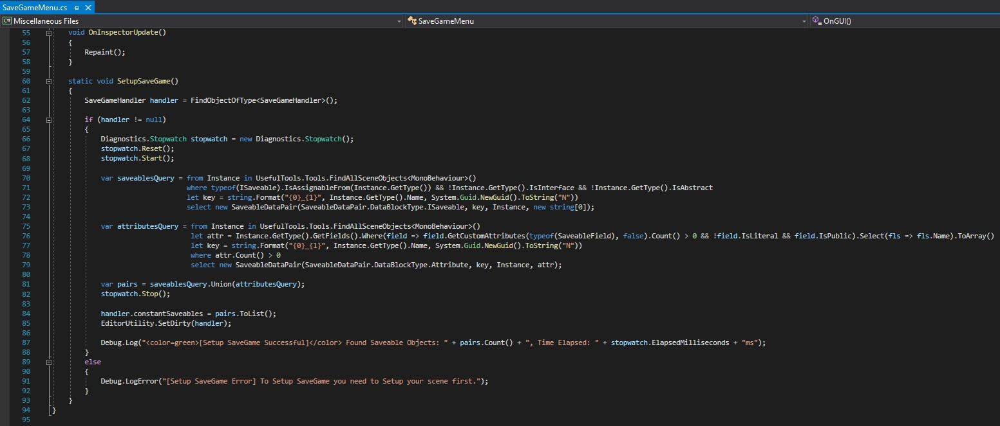 SaveGameMenu.cs
C# Miscellaneous Files SaveGameMenu OnGUI()
55 void OnInspectorUpdate()
56 {
57 Repaint();
58 }
59
60 static void SetupSaveGame()
61 {
62 SaveGameHandler handler = FindObjectOfType<SaveGameHandler>();
63
64 if (handler != null)
65 {
66 Diagnostics.Stopwatch stopwatch = new Diagnostics.Stopwatch();
67 stopwatch.Reset();
68 stopwatch.Start();
69
70 var saveablesQuery = from Instance in UsefulTools.Tools.FindAllSceneObjects<MonoBehaviour>()
71 where typeof(ISaveable).IsAssignableFrom(Instance.GetType()) && !Instance.GetType().IsInterface && !Instance.GetType().IsAbstract
72 let key = string.Format("{0}_{1}", Instance.GetType().Name, System.Guid.NewGuid().ToString("N"))
73 select new SaveableDataPair(SaveableDataPair.DataBlockType.ISaveable, key, Instance, new string[0]);
74
75 var attributesQuery = from Instance in UsefulTools.Tools.FindAllSceneObjects<MonoBehaviour>()
76 let attr = Instance.GetType().GetFields().Where(field => field.GetCustomAttributes(typeof(SaveableField), false).Count() > 0 && !field.IsLiteral && field.IsPublic).Select(fls => fls.Name).ToArray()
77 let key = string.Format("{0}_{1}", Instance.GetType().Name, System.Guid.NewGuid().ToString("N"))
78 where attr.Count() > 0
79 select new SaveableDataPair(SaveableDataPair.DataBlockType.Attribute, key, Instance, attr);
80
81 var pairs = saveablesQuery.Union(attributesQuery);
82 stopwatch.Stop();
83
84 handler.constantSaveables = pairs.ToList();
85 EditorUtility.SetDirty(handler);
86
87 Debug.Log("<color=green>[Setup SaveGame Successful]</color> Found Saveable Objects: " + pairs.Count() + ", Time Elapsed: " + stopwatch.ElapsedMilliseconds + "ms");
88 }
89 else
90 {
91 Debug.LogError("[Setup SaveGame Error] To Setup SaveGame you need to Setup your scene first.");
92 }
93 }
94 }
95